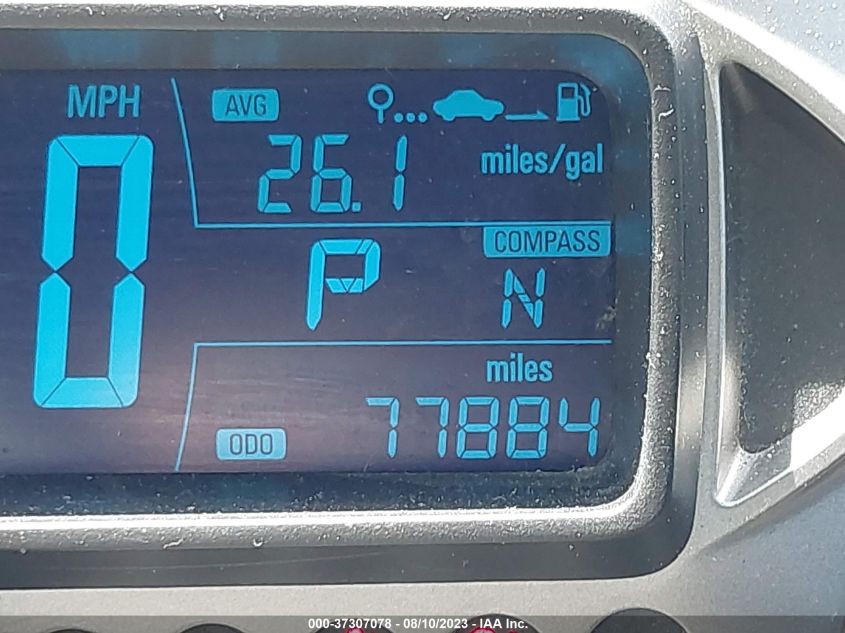 MPH
0
AVG
26.1 miles/gal
COMPASS
P N
miles
ODO 77884
000-37307078 - 08/10/2023 - IAA Inc.